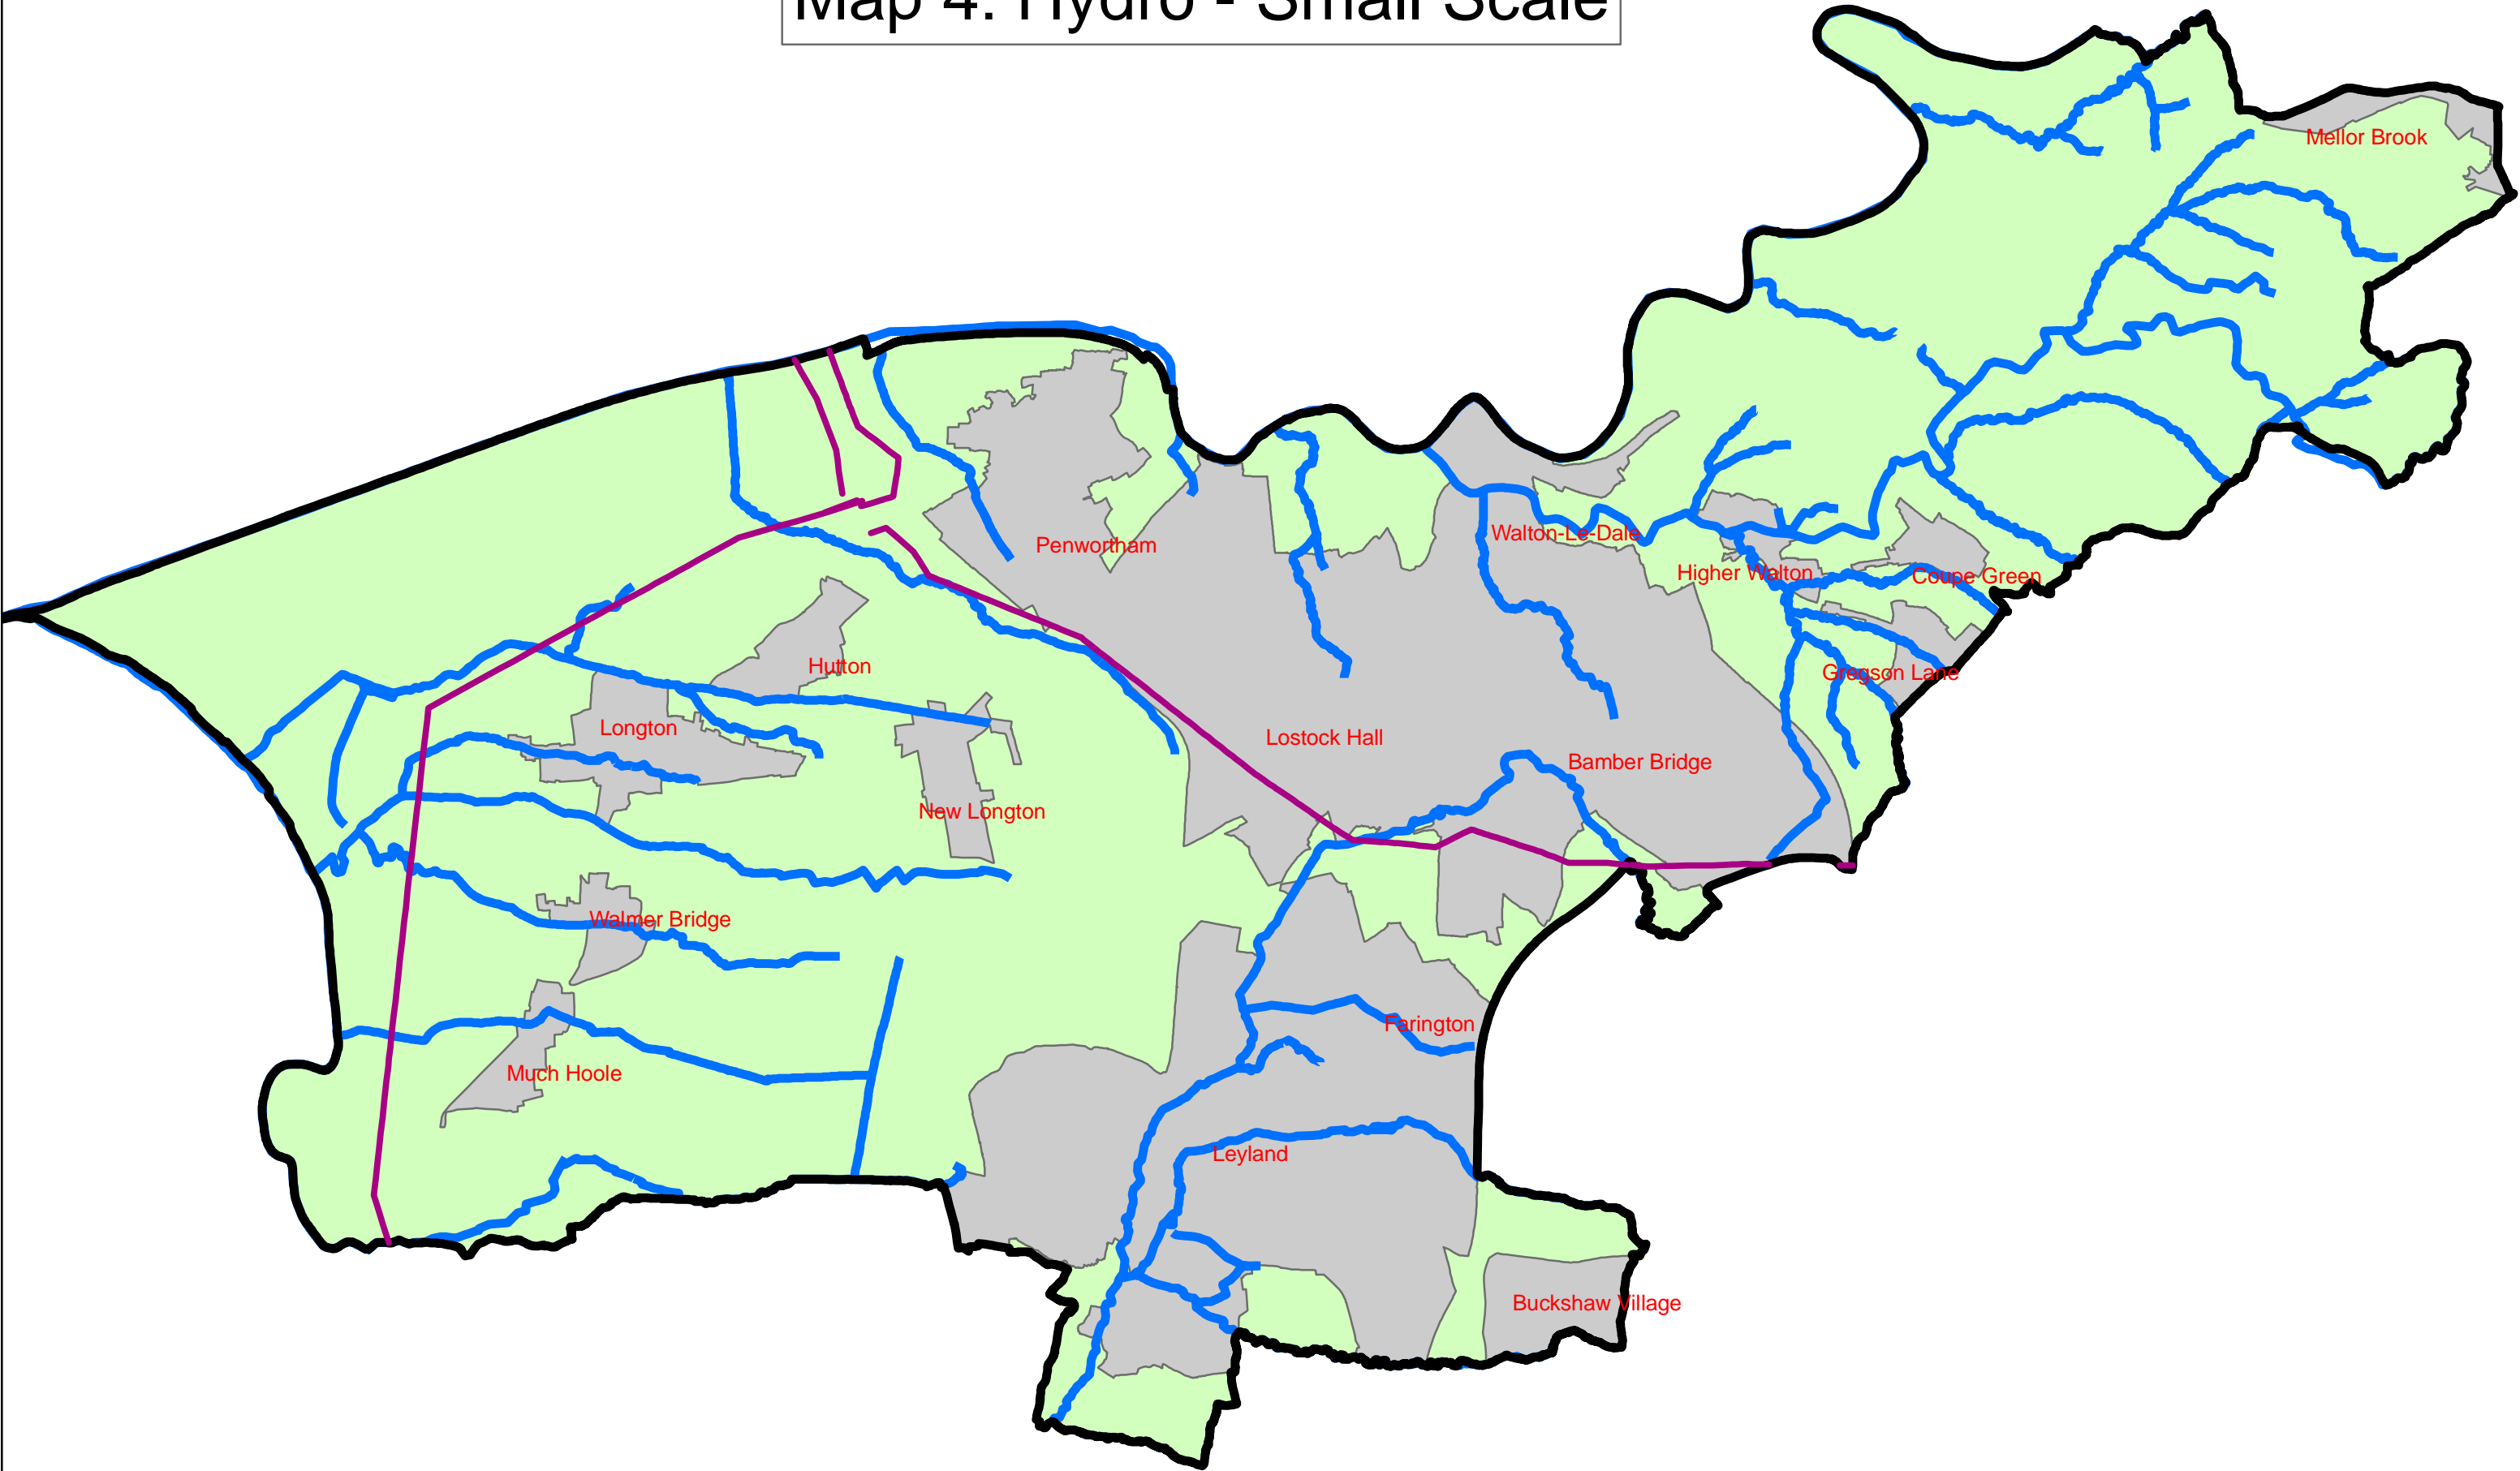 Map 4: Hydro - Small Scale
Mellor Brook
Penwortham
Walton-Le-Dale
Higher Walton
Coupe Green
Hutton
Gregson Lane
Longton
Lostock Hall
Bamber Bridge
New Longton
Walmer Bridge
Farington
Much Hoole
Leyland
Buckshaw Village